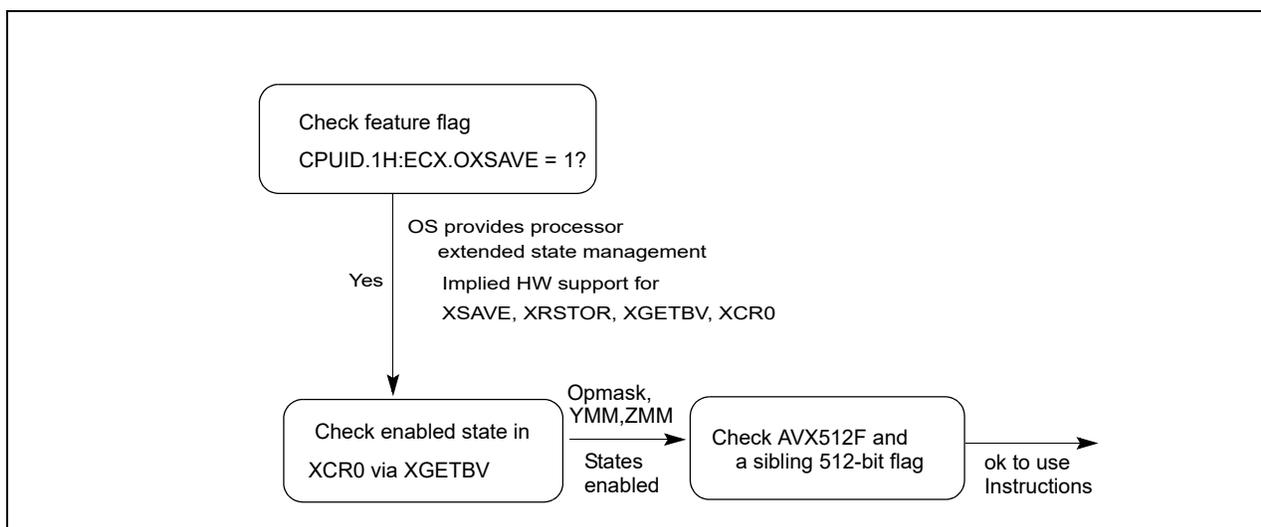 Check feature flag
CPUID.1H:ECX.OXSAVE = 1?
OS provides processor
extended state management
Yes
Implied HW support for
XSAVE, XRSTOR, XGETBV, XCR0
Check enabled state in
XCR0 via XGETBV
Opmask,
YMM,ZMM
States
enabled
Check AVX512F and
a sibling 512-bit flag
ok to use
Instructions